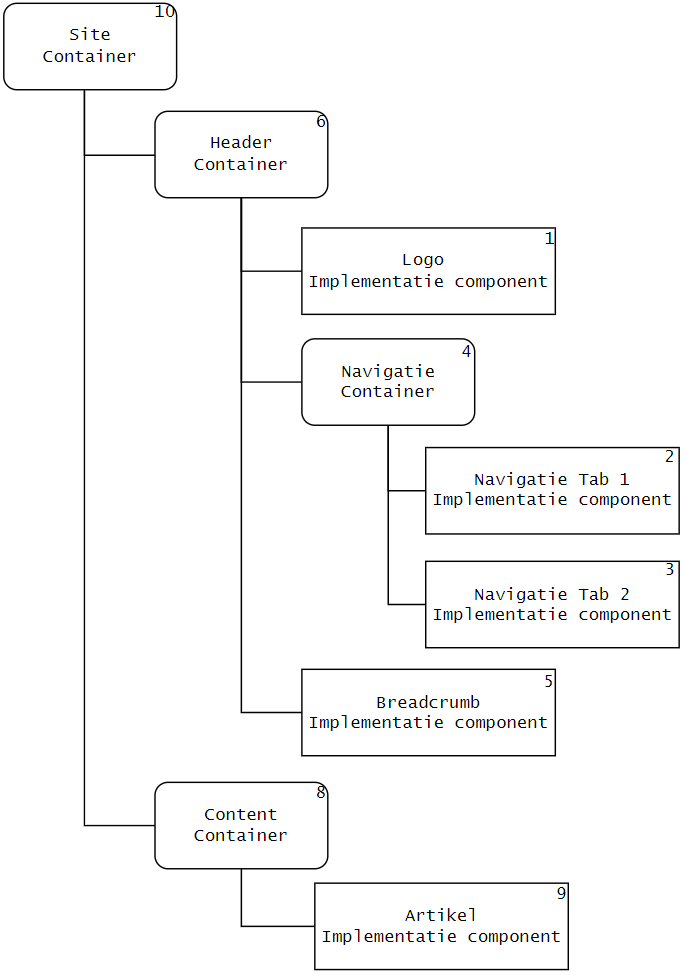 10
Site
Container
6
Header
Container
1
Logo
Implementatie component
4
Navigatie
Container
2
Navigatie Tab 1
Implementatie component
3
Navigatie Tab 2
Implementatie component
5
Breadcrumb
Implementatie component
8
Content
Container
9
Artikel
Implementatie component